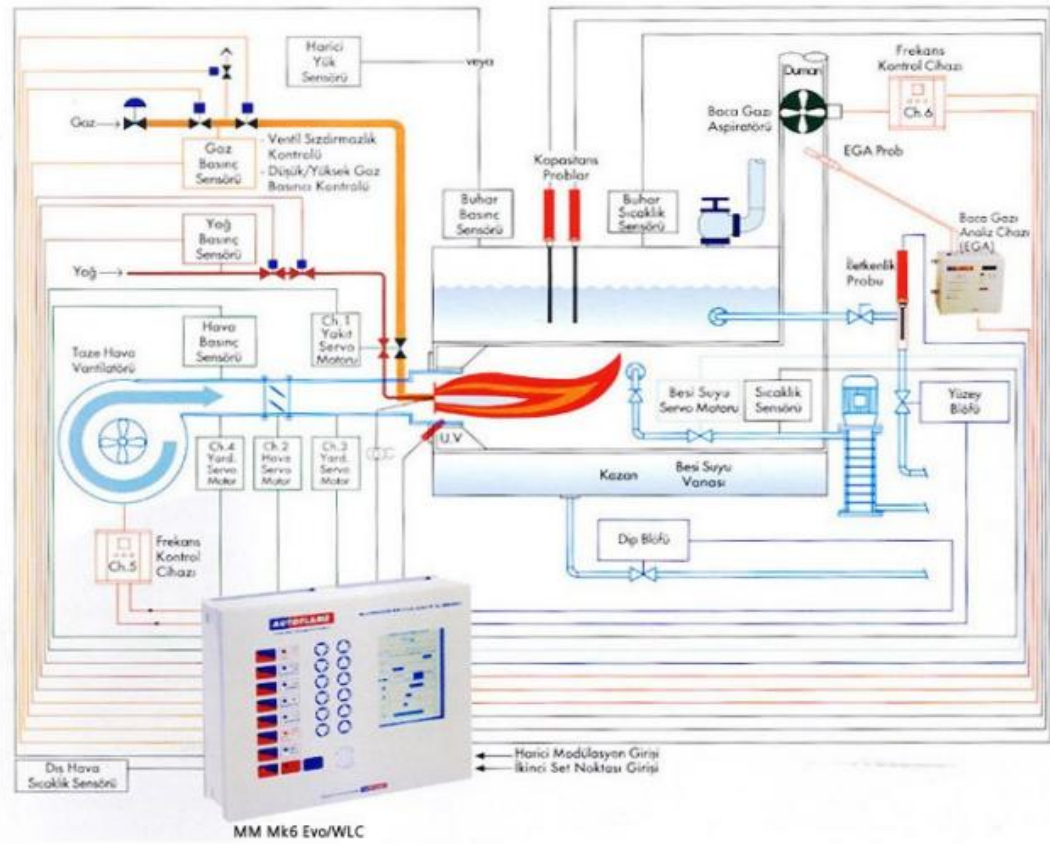 Harici
Yük
Sensörü
veya
Duman
Frekans
Kontrol Cihazı
Ch.6
Baca Gazı
Aspiratörü
EGA Prob
Gaz
Gaz
Basınç
Sensörü
- Ventil Sızdırmazlık
Kontrolü
- Düşük/Yüksek Gaz
Basıncı Kontrolü
Kapasitans
Problar
Buhar
Basınç
Sensörü
Buhar
Sıcaklık
Sensörü
Baca Gazı
Analiz Cihazı
(EGA)
Yağ
Basınç
Sensörü
Yağ
İletkenlik
Probu
Hava
Basınç
Sensörü
Ch.1
Yakıt
Servo
Motoru
Taze Hava
Vantilatörü
Besi Suyu
Servo Motoru
Sıcaklık
Sensörü
Yüzey
Blöfü
U.V
Ch.4
Yard.
Servo
Motor
Ch.2
Hava
Servo
Motor
Ch.3
Yard.
Servo
Motor
Kazan
Besi Suyu
Vanası
Dip Blöfü
Ch.5
Frekans
Kontrol
Cihazı
AUTOFLAME
Harici Modülasyon Girişi
İkinci Set Noktası Girişi
Dış Hava
Sıcaklık Sensörü
MM Mk6 Evo/WLC